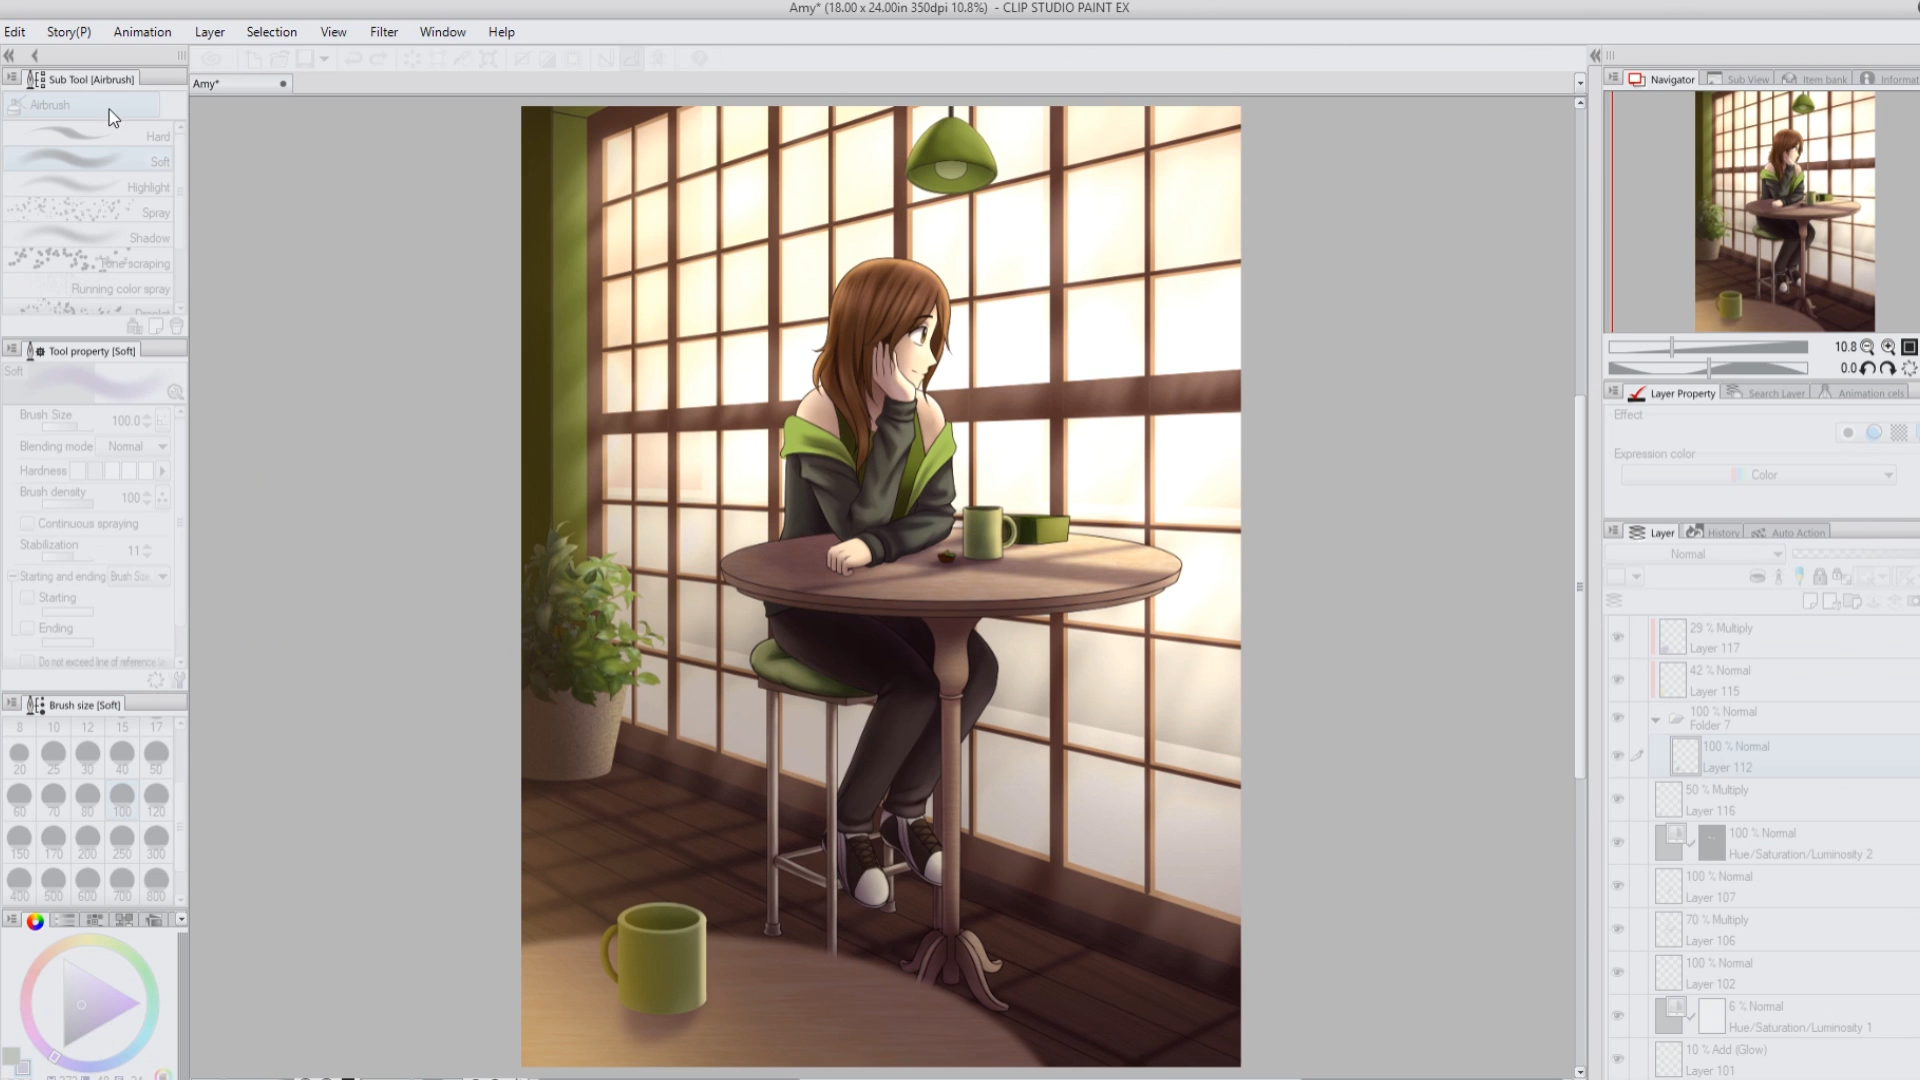 Amy* (18.00 x 24.00in 350dpi 10.8%) - CLIP STUDIO PAINT EX
Edit Story(P) Animation Layer Selection View Filter Window Help
Sub Tool [Airbrush]
Airbrush
Hard
Soft
Highlight
Spray
Shadow
Tone scraping
Running color spray
Droplet
Tool property [Soft]
Soft
Brush Size 100.0
Blending mode Normal
Hardness
Brush density 100
Continuous spraying
Stabilization 11
Starting and ending Brush Size
Starting
Ending
Do not exceed line of reference
Brush size [Soft]
8 10 12 15 17
20 25 30 40 50
60 70 80 100 120
150 170 200 250 300
400 500 600 700 800
Amy*
Navigator Sub View Item bank Informat
10.8
0.0
Layer Property Search Layer Animation cels
Effect
Expression color
Color
Layer History Auto Action
Normal
29 % Multiply
Layer 117
42 % Normal
Layer 115
100 % Normal
Folder 7
100 % Normal
Layer 112
50 % Multiply
Layer 116
100 % Normal
Hue/Saturation/Luminosity 2
100 % Normal
Layer 107
70 % Multiply
Layer 106
100 % Normal
Layer 102
6 % Normal
Hue/Saturation/Luminosity 1
10 % Add (Glow)
Layer 101